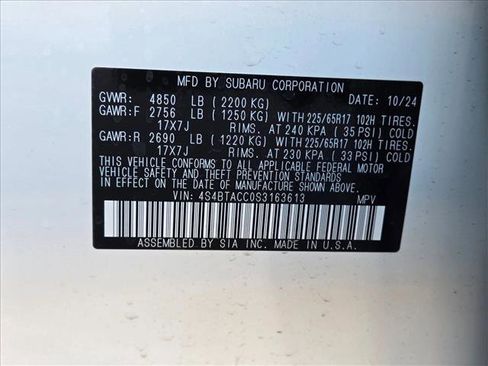 MFD BY SUBARU CORPORATION
GVWR: 4850 LB (2200 KG) DATE: 10/24
GAWR:F 2756 LB (1250 KG) WITH 225/65R17 102H TIRES.
17X7J RIMS. AT 240 KPA (35 PSI) COLD
GAWR:R 2690 LB (1220 KG) WITH 225/65R17 102H TIRES.
17X7J RIMS. AT 230 KPA (33 PSI) COLD
THIS VEHICLE CONFORMS TO ALL APPLICABLE FEDERAL MOTOR
VEHICLE SAFETY AND THEFT PREVENTION STANDARDS IN EFFECT
ON THE DATE OF MANUFACTURE SHOWN ABOVE.
VIN: 4S4BTACC0S3163613 MPV
ASSEMBLED BY SIA INC. MADE IN U.S.A.